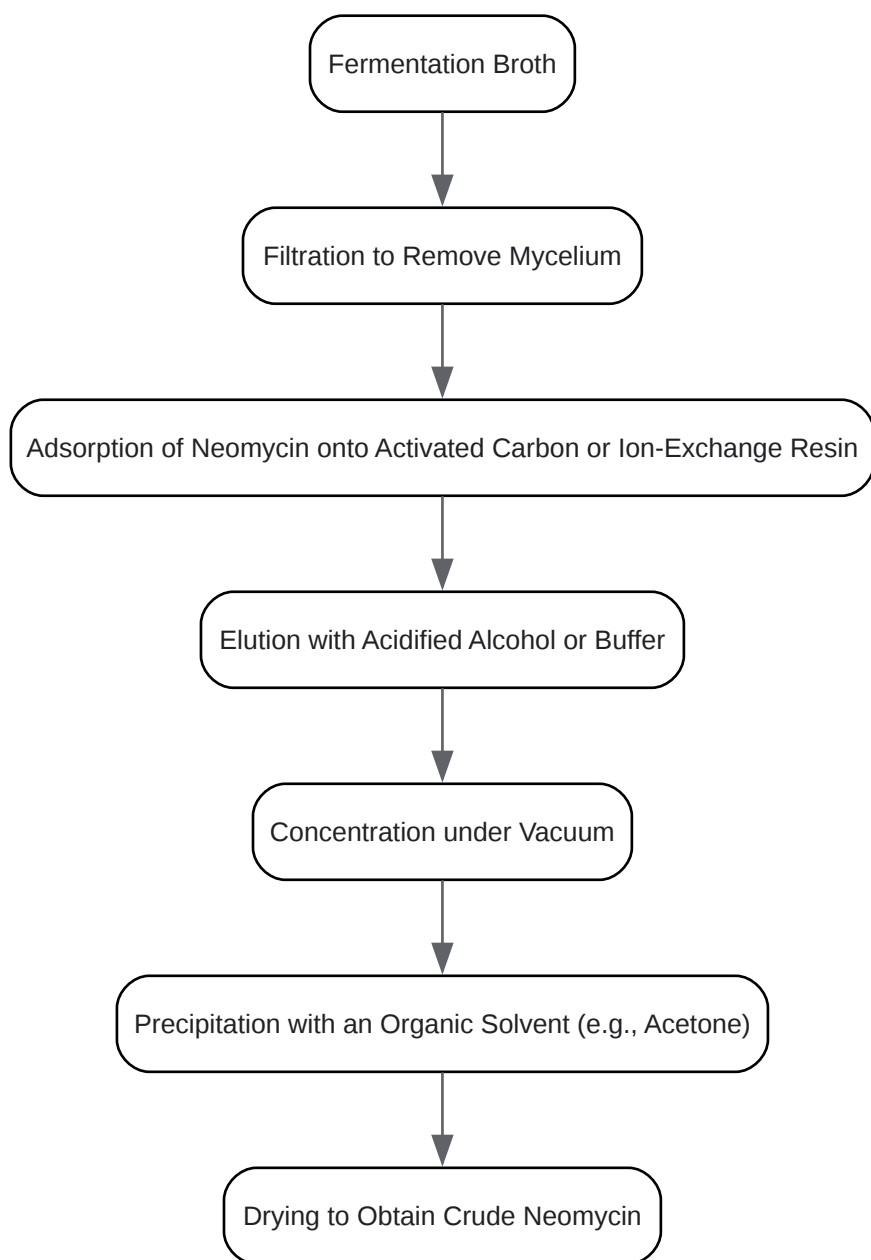 Fermentation Broth
Filtration to Remove Mycelium
Adsorption of Neomycin onto Activated Carbon or Ion-Exchange Resin
Elution with Acidified Alcohol or Buffer
Concentration under Vacuum
Precipitation with an Organic Solvent (e.g., Acetone)
Drying to Obtain Crude Neomycin